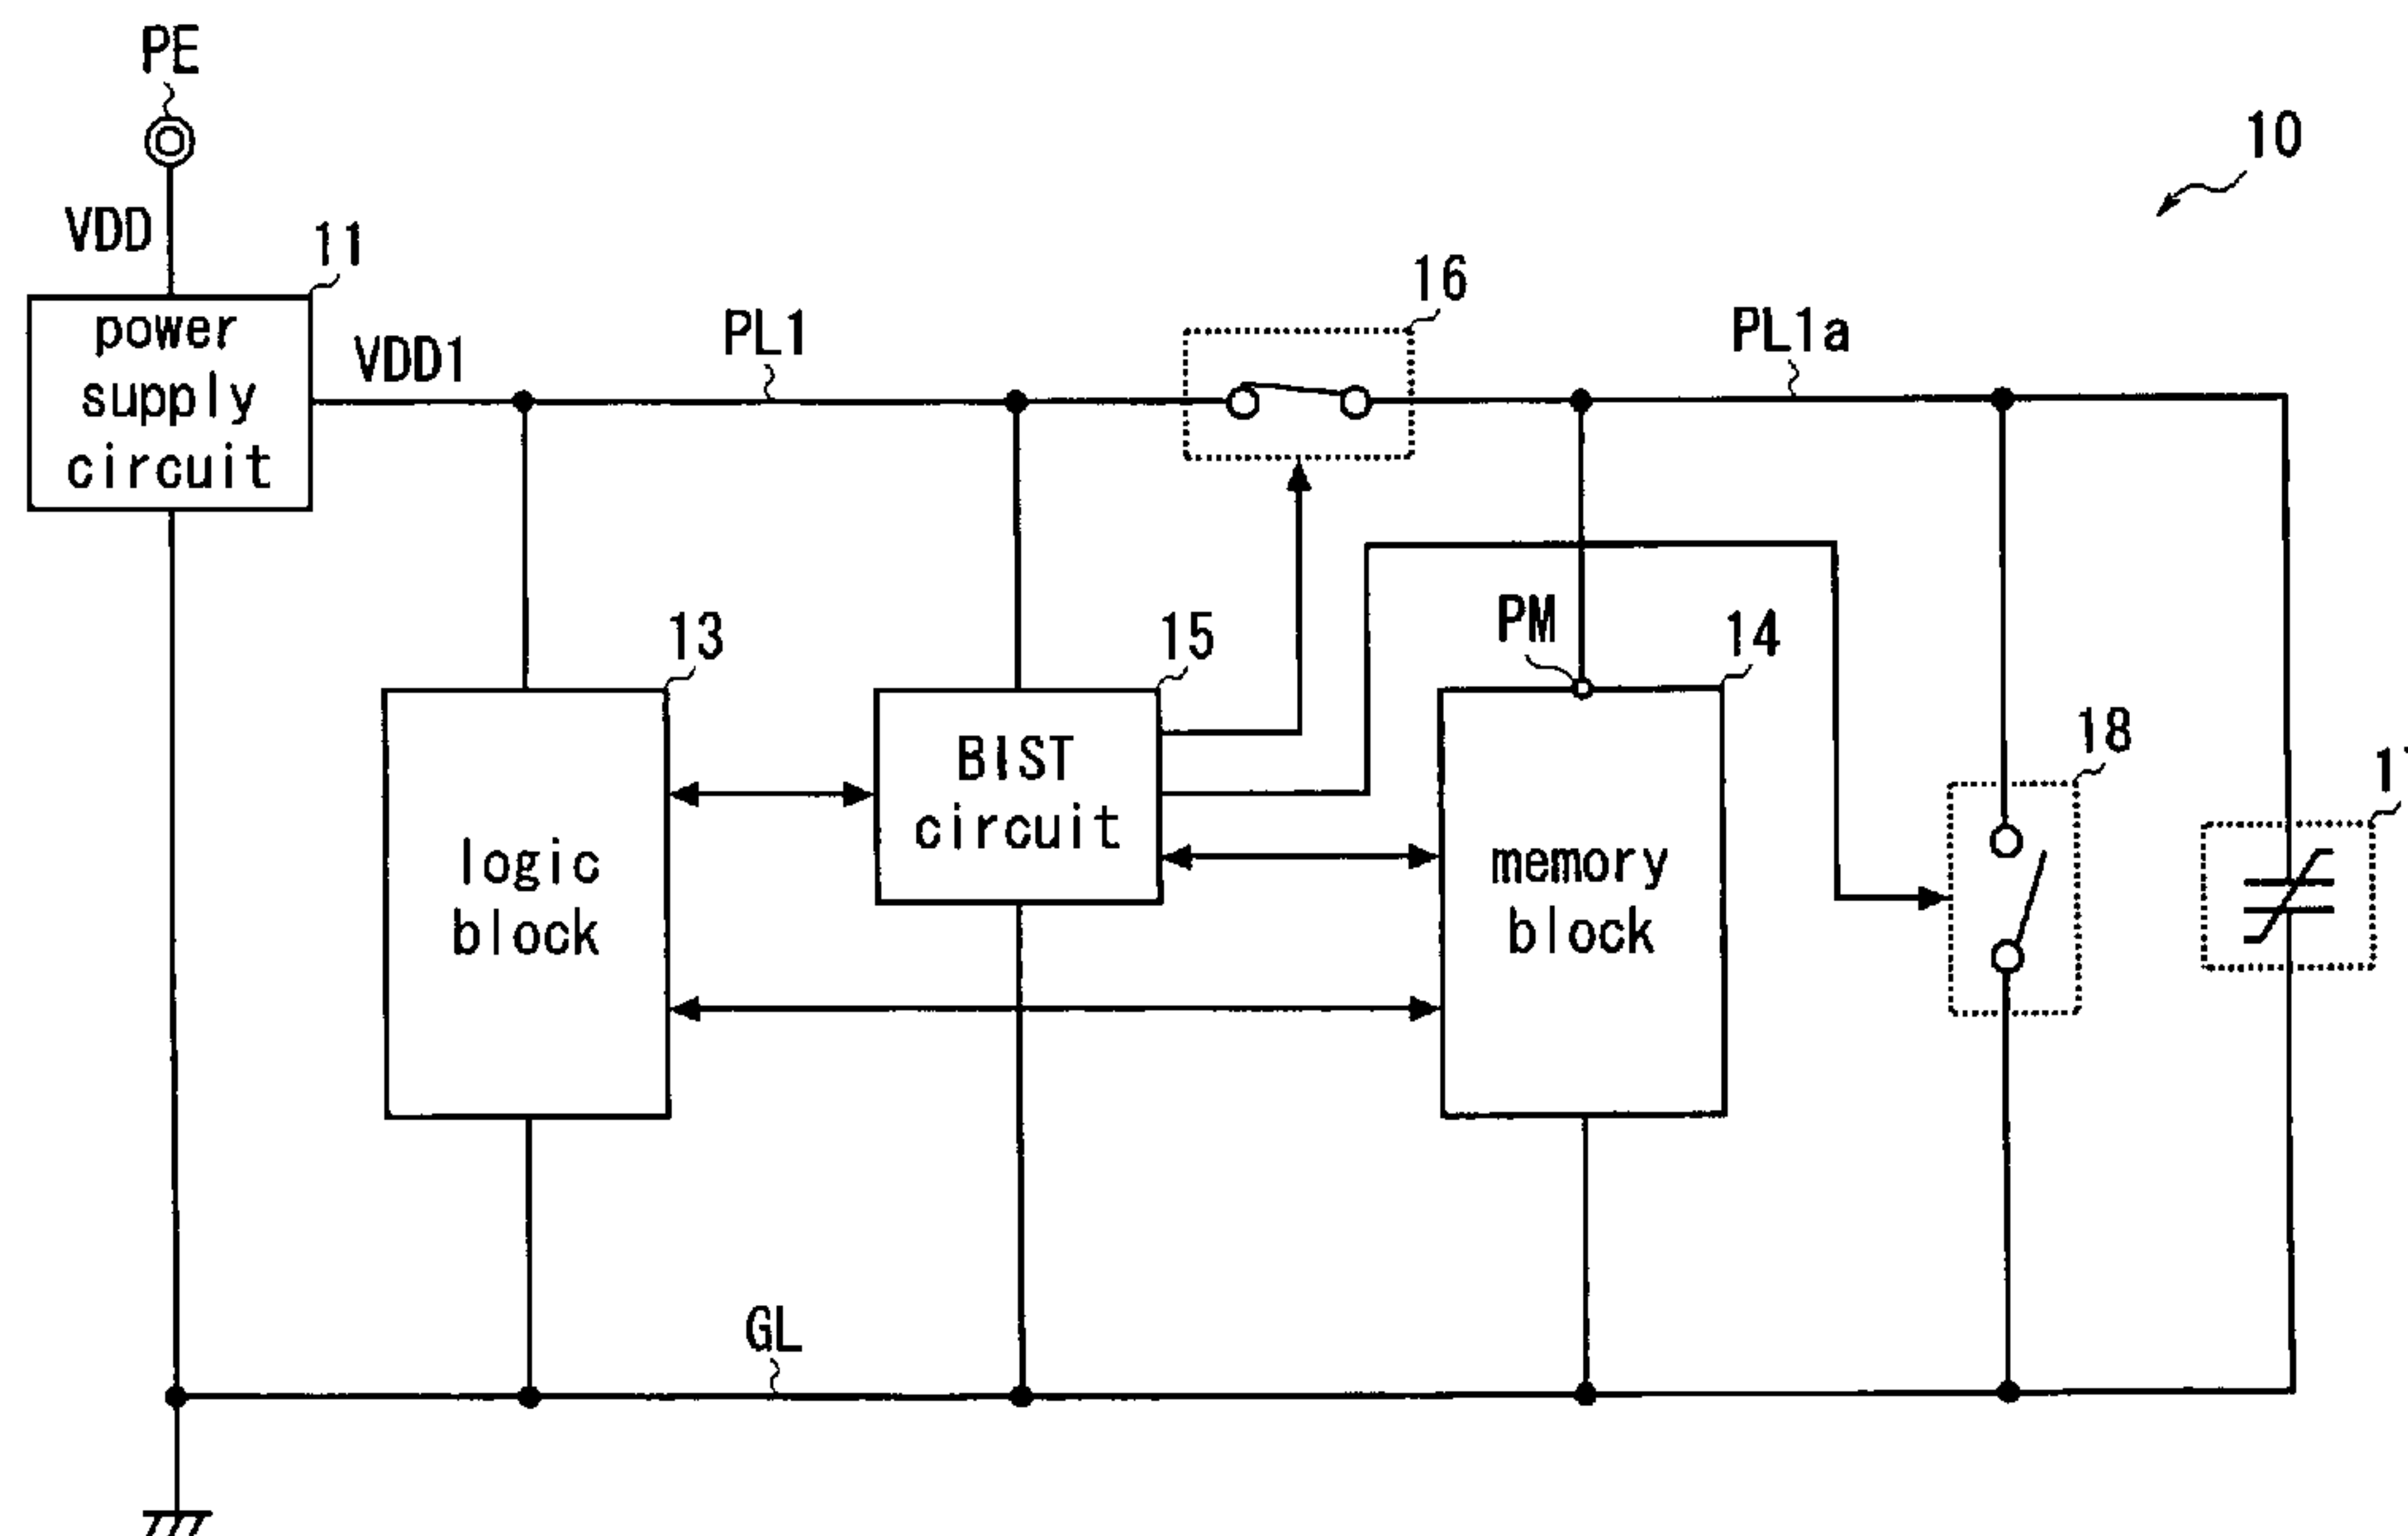 PE
10
VDD
11
16
power
supply
circuit
VDD1
PL1
PL1a
13
15
PM
14
18
BIST
circuit
logic
block
memory
block
GL